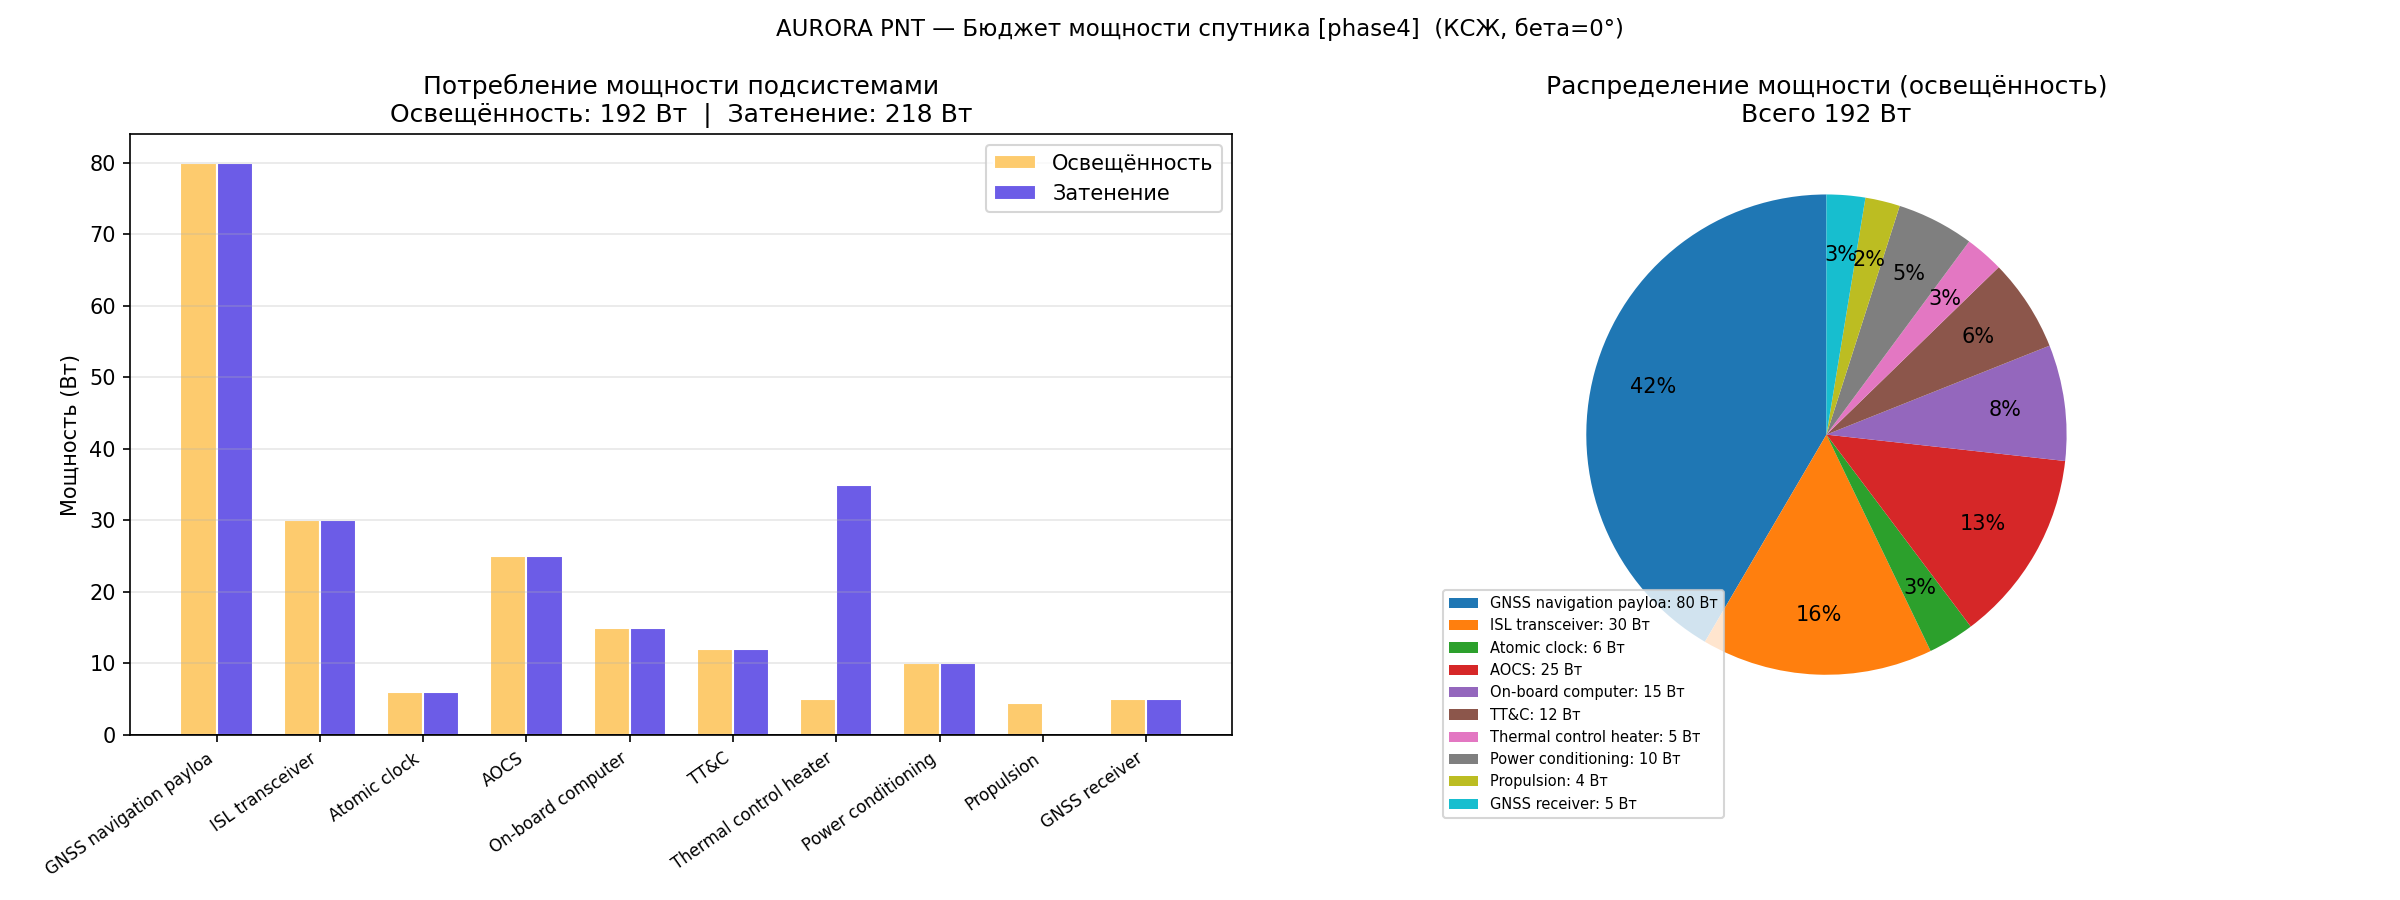 AURORA PNT — Бюджет мощности спутника [phase4]  (КСЖ, бета=0°)
Потребление мощности подсистемами
Освещённость: 192 Вт  |  Затенение: 218 Вт
Освещённость
Затенение
Мощность (Вт)
80
70
60
50
40
30
20
10
0
GNSS navigation payloa
ISL transceiver
Atomic clock
AOCS
On-board computer
TT&C
Thermal control heater
Power conditioning
Propulsion
GNSS receiver
Распределение мощности (освещённость)
Всего 192 Вт
42%
16%
3%
13%
8%
6%
3%
5%
2%
3%
GNSS navigation payloa: 80 Вт
ISL transceiver: 30 Вт
Atomic clock: 6 Вт
AOCS: 25 Вт
On-board computer: 15 Вт
TT&C: 12 Вт
Thermal control heater: 5 Вт
Power conditioning: 10 Вт
Propulsion: 4 Вт
GNSS receiver: 5 Вт